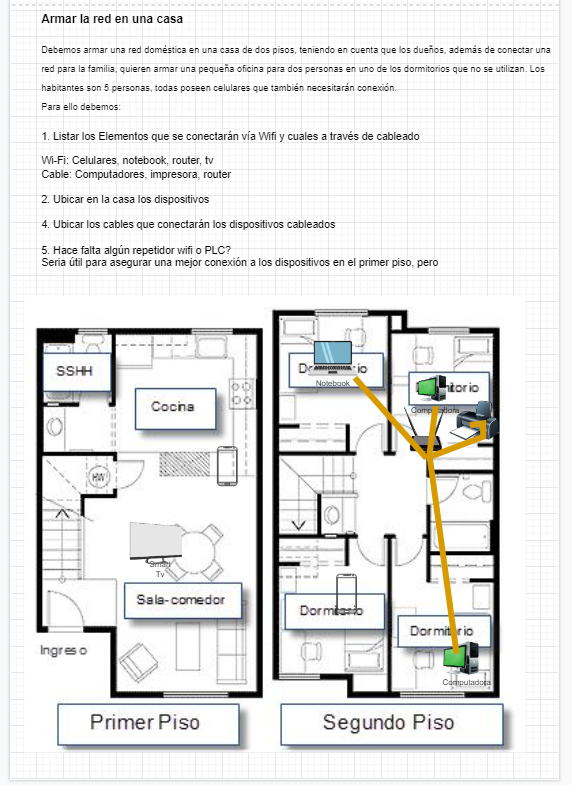 Armar la red en una casa
Debemos armar una red doméstica en una casa de dos pisos, teniendo en cuenta que los dueños, además de conectar una
red para la familia, quieren armar una pequeña oficina para dos personas en uno de los dormitorios que no se utilizan. Los
habitantes son 5 personas, todas poseen celulares que también necesitarán conexión.
Para ello debemos:
1. Listar los Elementos que se conectarán vía Wifi y cuales a través de cableado
Wi-Fi: Celulares, notebook, router, tv
Cable: Computadores, impresora, router
2. Ubicar en la casa los dispositivos
4. Ubicar los cables que conectarán los dispositivos cableados
5. Hace falta algún repetidor wifi o PLC?
Seria útil para asegurar una mejor conexión a los dispositivos en el primer piso, pero
SSHH
Cocina
HW
Smart
Tv
Sala-comedor
Ingreso
Primer Piso
Notebook
Computadora
Dormitorio
Dormitorio
Computadora
Segundo Piso